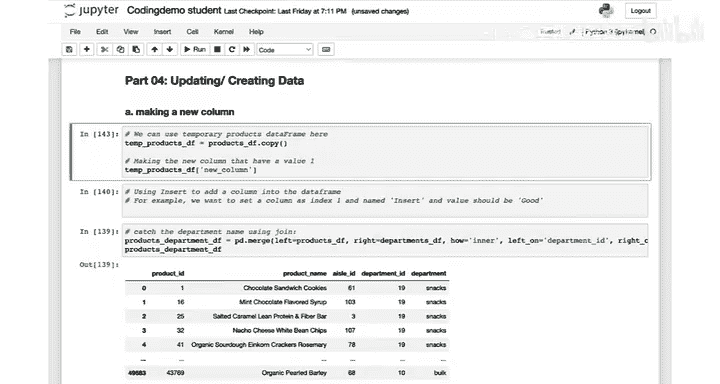 jupyter Codingdemo student Last Checkpoint: Last Friday at 7:11 PM (unsaved changes)
Logout
File Edit View Insert Cell Kernel Help
Run Code
Part 04: Updating/ Creating Data
a. making a new column
In [143]: # We can use temporary products dataFrame here
temp_products_df = products_df.copy()
# Making the new column that have a value 1
temp_products_df['new_column']
In [140]: # Using Insert to add a column into the dataframe
# For example, we want to set a column as index 1 and named 'Insert' and value should be 'Good'
In [139]: # catch the department name using join:
products_department_df = pd.merge(left=products_df, right=departments_df, how='inner', left_on='department_id', right_o
products_department_df
Out[139]:
product_id product_name aisle_id department_id department
0 1 Chocolate Sandwich Cookies 61 19 snacks
1 16 Mint Chocolate Flavored Syrup 103 19 snacks
2 25 Salted Caramel Lean Protein & Fiber Bar 3 19 snacks
3 32 Nacho Cheese White Bean Chips 107 19 snacks
4 41 Organic Sourdough Einkorn Crackers Rosemary 78 19 snacks
... ... ... ... ... ...
49683 43769 Organic Pearled Barley 68 10 bulk